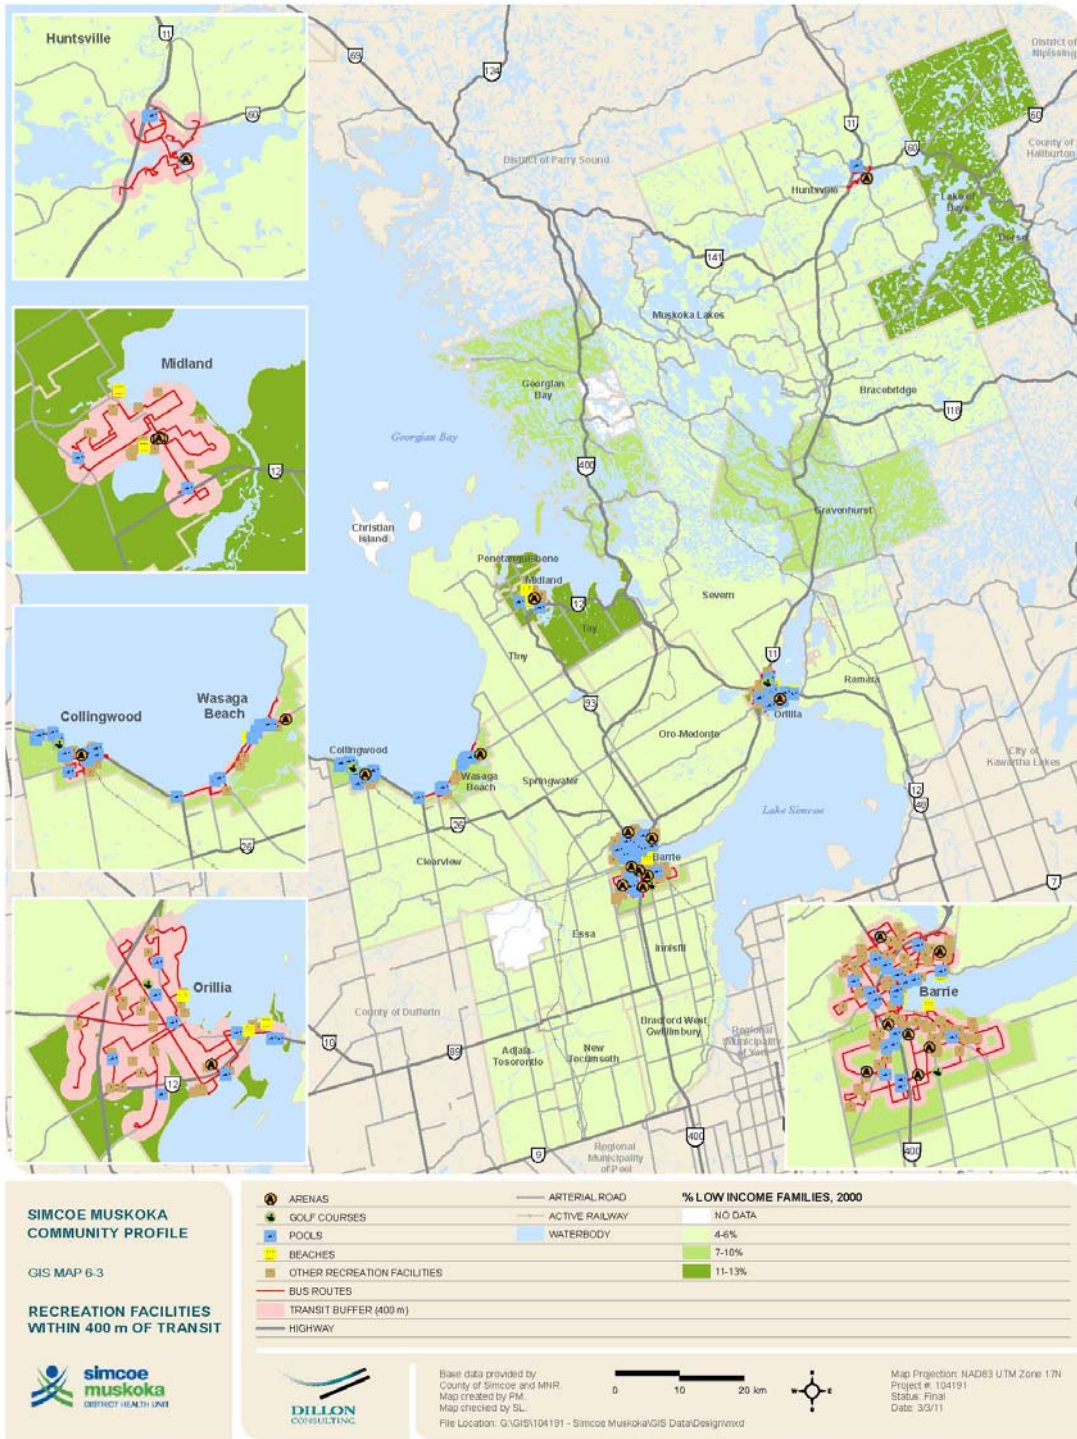 Huntsville
11
60
Midland
12
Wasaga
Beach
Collingwood
26
Orillia
12
69
124
District of
Nipissing
11
60
60
County of
Haliburton
District of Parry Sound
Huntsville
Lake of
Bays
Dorset
141
Muskoka Lakes
Georgian
Bay
Bracebridge
118
Georgian Bay
400
Gravenhurst
Christian
Island
Penetanguishene
Midland
12
Tay
Severn
Tiny
11
Ramara
93
Orillia
Oro-Medonte
City of
Kawartha Lakes
Collingwood
Wasaga
Beach
Springwater
12
48
Lake Simcoe
26
Clearview
Barrie
7
Essa
Innisfil
Barrie
400
County of Dufferin
Bradford West
Gwillimbury
10
89
Adjala
Tosorontio
New
Tecumseth
Regional
Municipality
of York
400
9
Regional
Municipality
of Peel
SIMCOE MUSKOKA
COMMUNITY PROFILE
GIS MAP 6-3
RECREATION FACILITIES
WITHIN 400 m OF TRANSIT
simcoe
muskoka
DISTRICT HEALTH UNIT
ARENAS
GOLF COURSES
POOLS
BEACHES
OTHER RECREATION FACILITIES
BUS ROUTES
TRANSIT BUFFER (400 m)
HIGHWAY
ARTERIAL ROAD
ACTIVE RAILWAY
WATERBODY
% LOW INCOME FAMILIES, 2000
NO DATA
4-6%
7-10%
11-13%
DILLON
CONSULTING
Base data provided by
County of Simcoe and MNR.
Map created by PM.
Map checked by SL.
File Location: G:\GIS\104191 - Simcoe Muskoka\GIS Data\Design\mxd
0 10 20 km
N
W E
S
Map Projection: NAD83 UTM Zone 17N
Project #: 104191
Status: Final
Date: 3/3/11